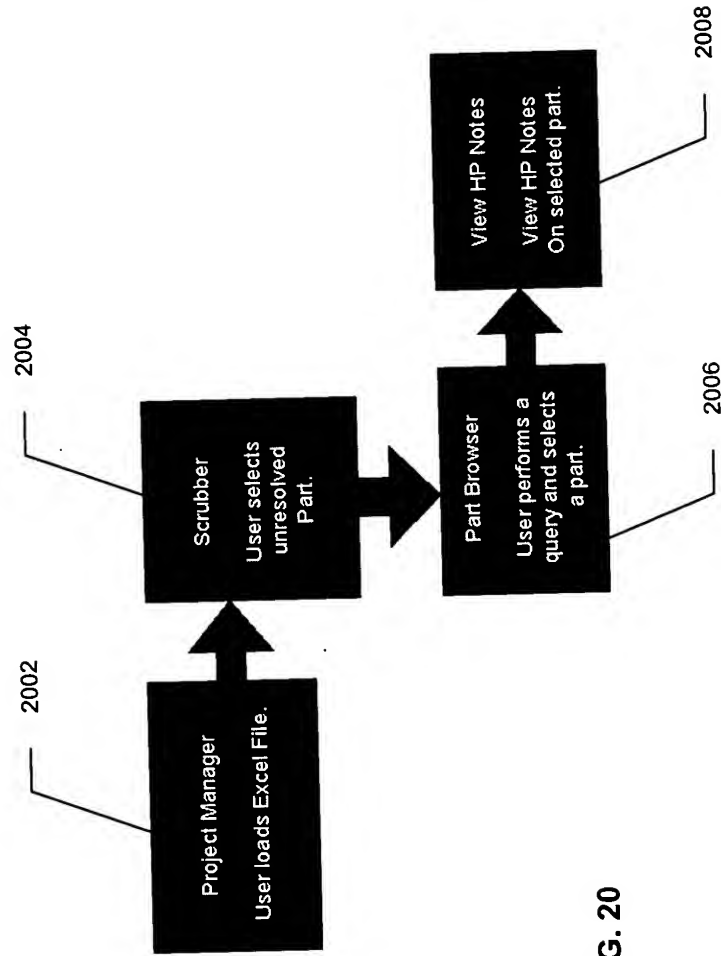 2002
Project Manager
User loads Excel File.
2004
Scrubber
User selects
unresolved
Part.
Part Browser
User performs a
query and selects
a part.
2006
View HP Notes
View HP Notes
On selected part.
2008
G. 20